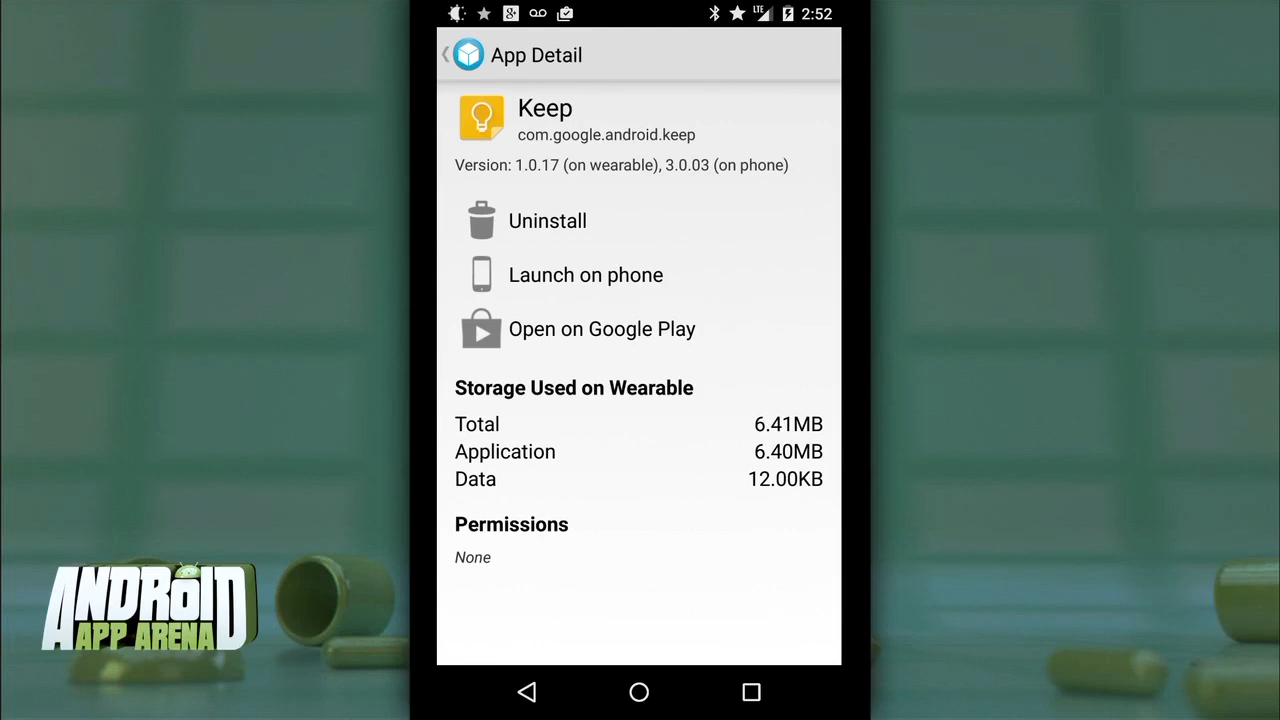 LTE 2:52
App Detail
Keep
com.google.android.keep
Version: 1.0.17 (on wearable), 3.0.03 (on phone)
Uninstall
Launch on phone
Open on Google Play
Storage Used on Wearable
Total 6.41MB
Application 6.40MB
Data 12.00KB
Permissions
None
ANDROID
APP ARENA